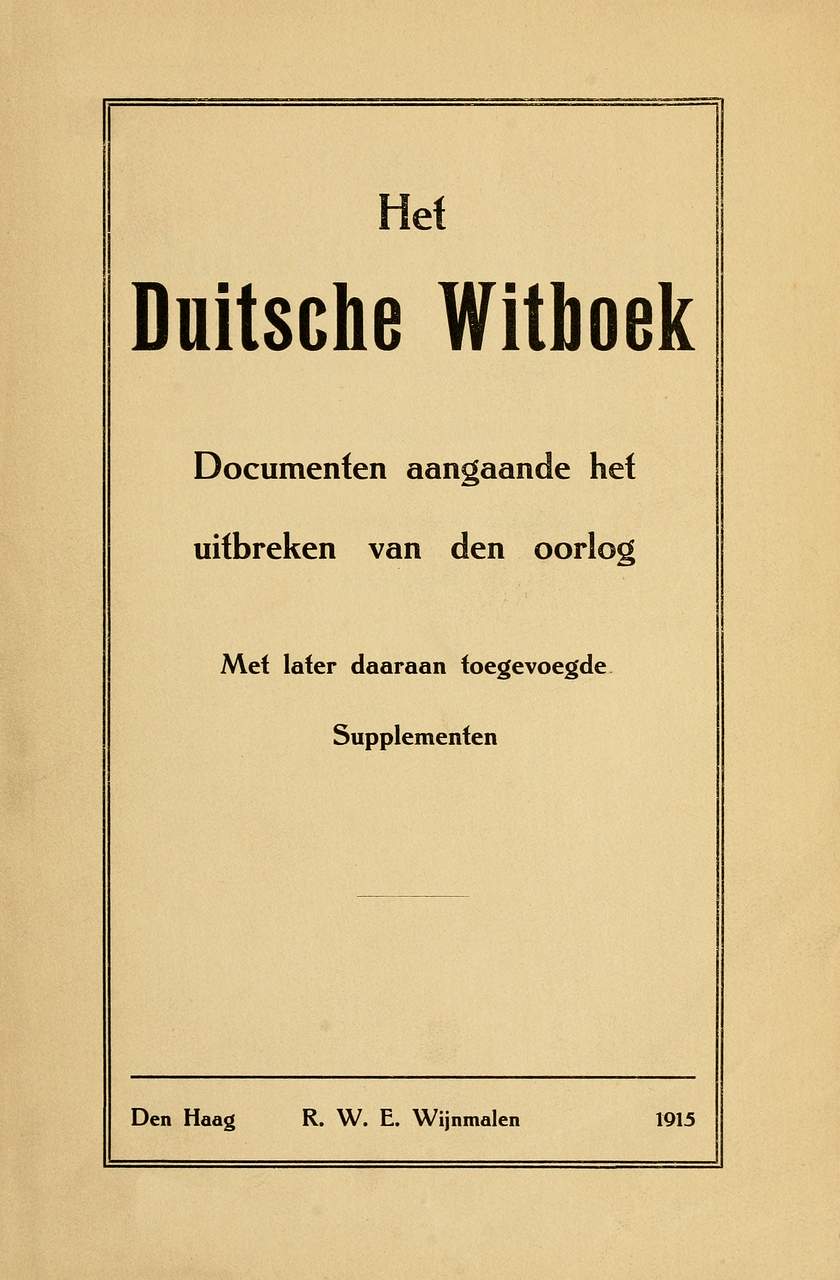 Het
Duitsche Witboek
Documenten aangaande het
uitbreken van den oorlog
Met later daaraan toegevoegde
Supplementen
Den Haag R. W. E. Wijnmalen 1915